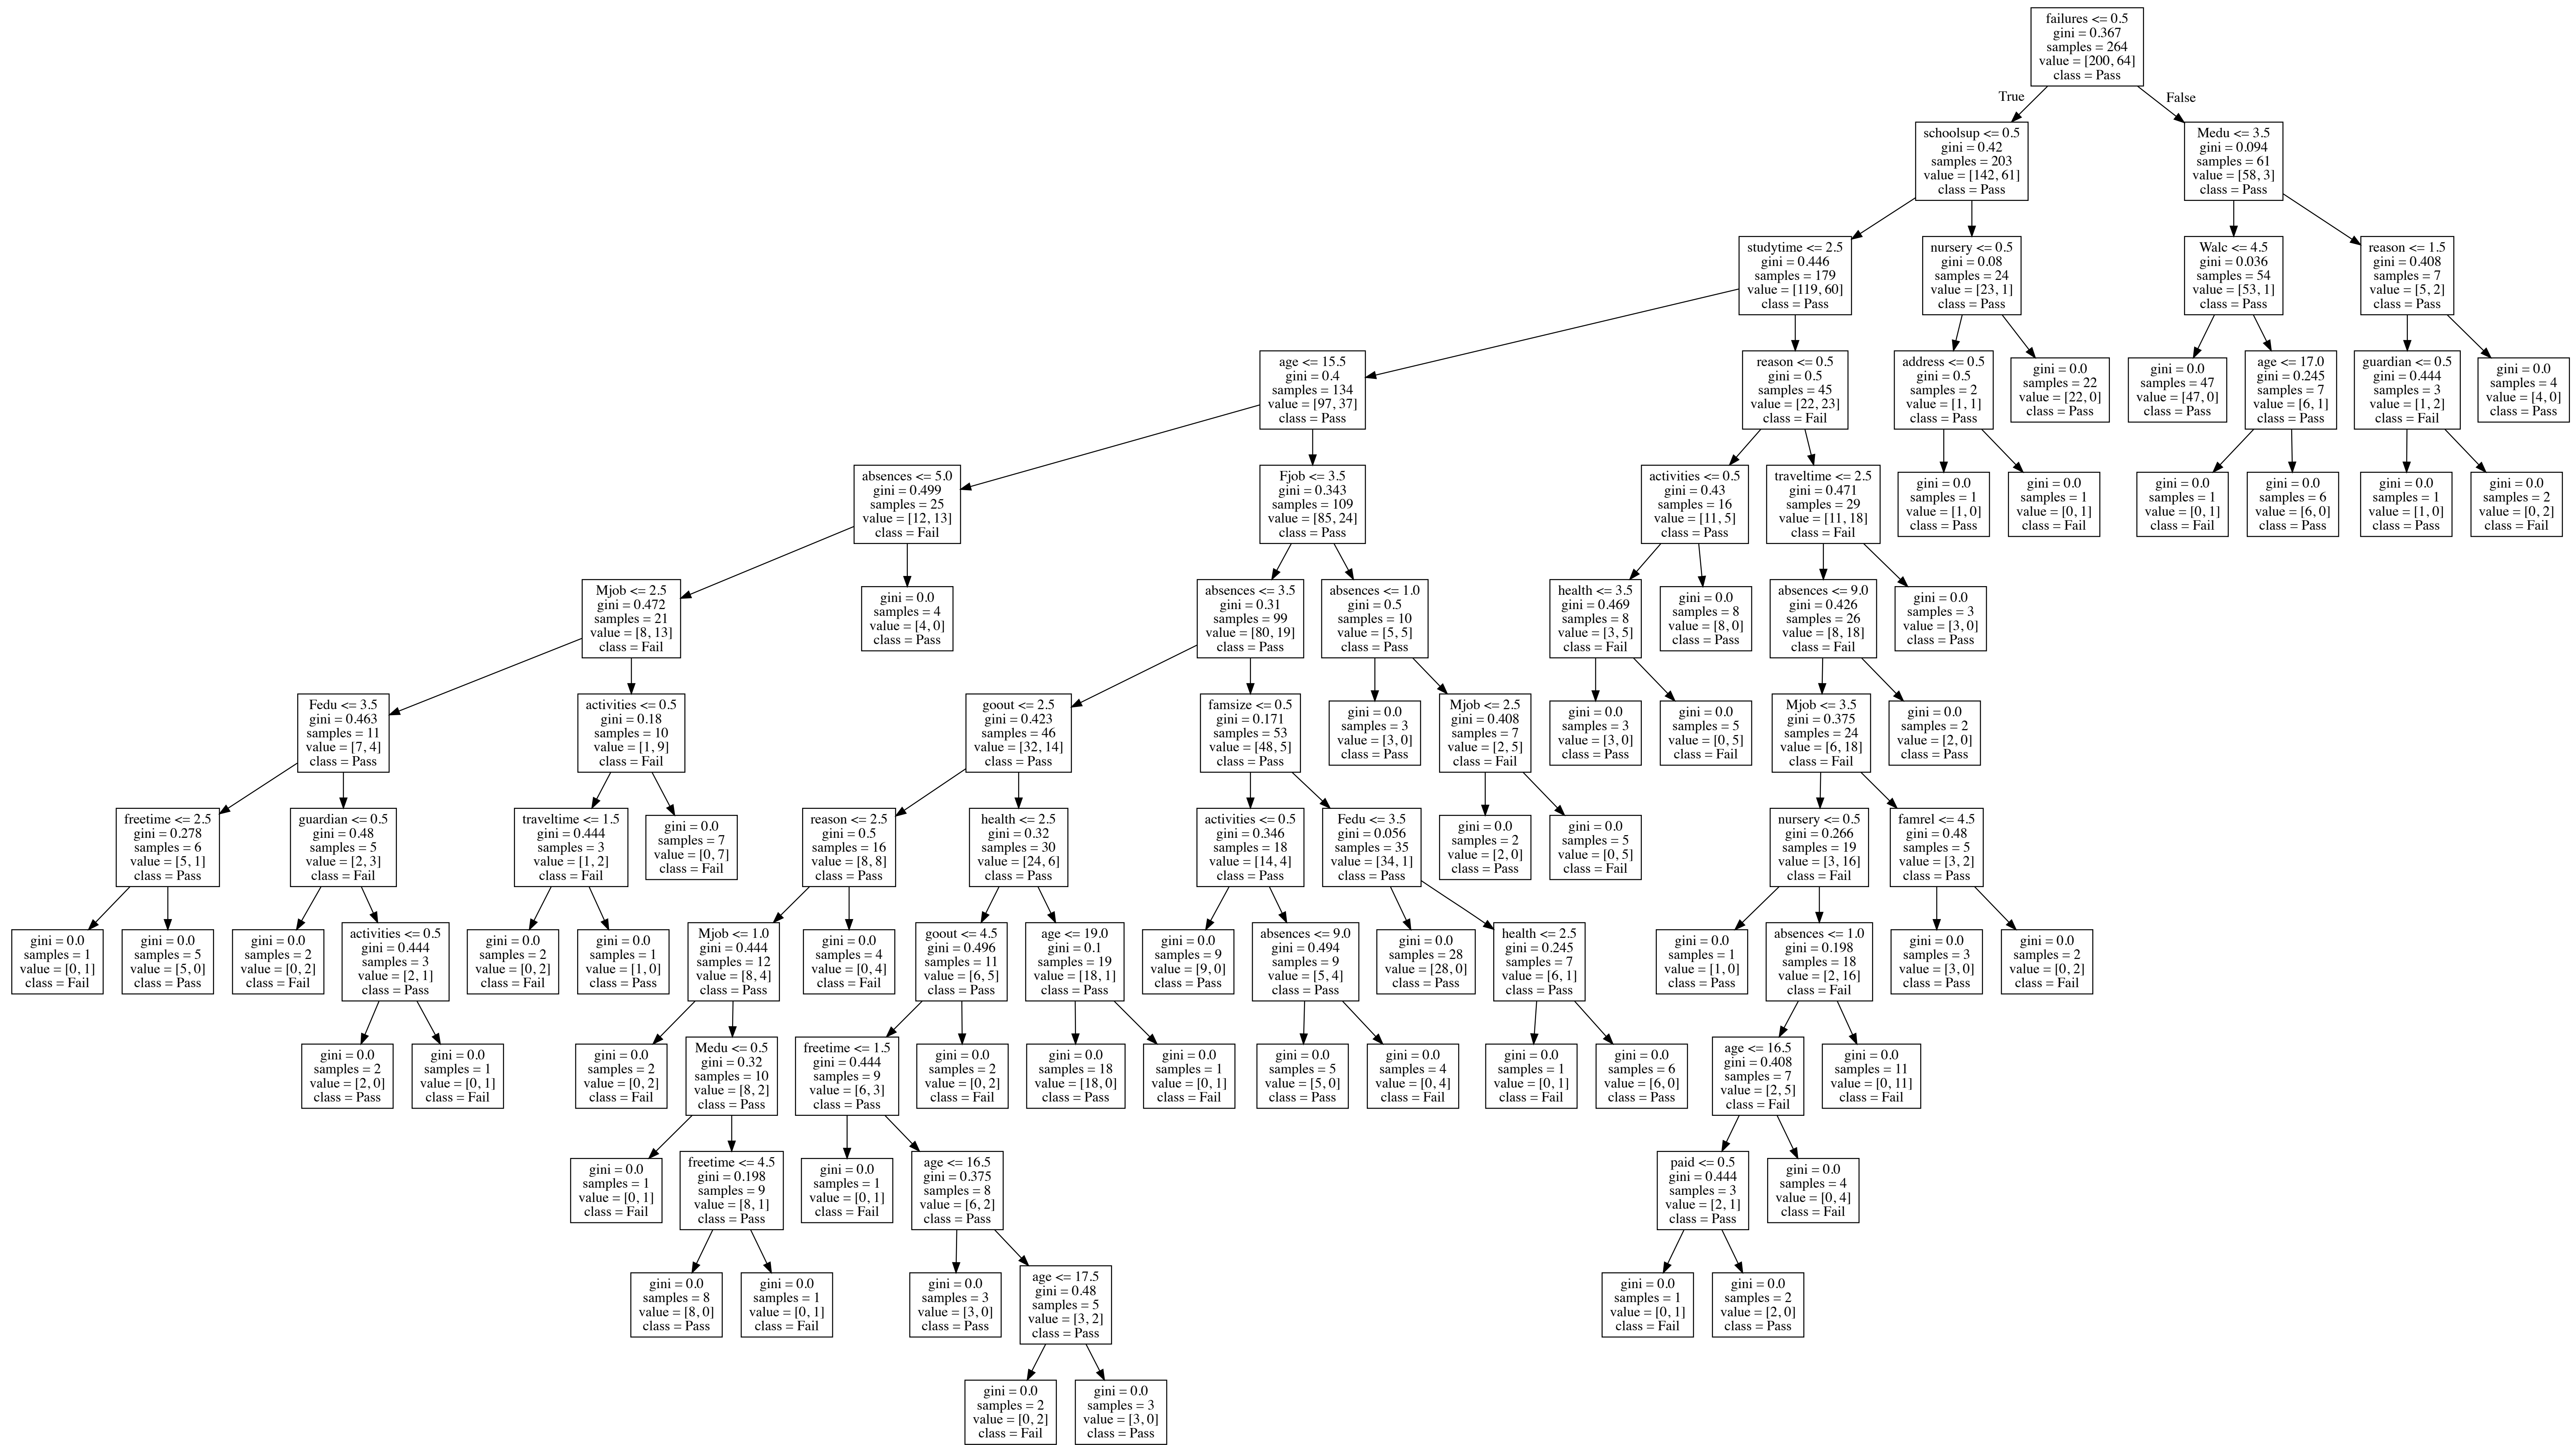 failures <= 0.5
gini = 0.367
samples = 264
value = [200, 64]
class = Pass
True
False
schoolsup <= 0.5
gini = 0.42
samples = 203
value = [142, 61]
class = Pass
Medu <= 3.5
gini = 0.094
samples = 61
value = [58, 3]
class = Pass
studytime <= 2.5
gini = 0.446
samples = 179
value = [119, 60]
class = Pass
nursery <= 0.5
gini = 0.08
samples = 24
value = [23, 1]
class = Pass
Walc <= 4.5
gini = 0.036
samples = 54
value = [53, 1]
class = Pass
reason <= 1.5
gini = 0.408
samples = 7
value = [5, 2]
class = Pass
age <= 15.5
gini = 0.4
samples = 134
value = [97, 37]
class = Pass
reason <= 0.5
gini = 0.5
samples = 45
value = [22, 23]
class = Fail
address <= 0.5
gini = 0.5
samples = 2
value = [1, 1]
class = Pass
gini = 0.0
samples = 22
value = [22, 0]
class = Pass
gini = 0.0
samples = 47
value = [47, 0]
class = Pass
age <= 17.0
gini = 0.245
samples = 7
value = [6, 1]
class = Pass
guardian <= 0.5
gini = 0.444
samples = 3
value = [1, 2]
class = Fail
gini = 0.0
samples = 4
value = [4, 0]
class = Pass
absences <= 5.0
gini = 0.499
samples = 25
value = [12, 13]
class = Fail
Fjob <= 3.5
gini = 0.343
samples = 109
value = [85, 24]
class = Pass
activities <= 0.5
gini = 0.43
samples = 16
value = [11, 5]
class = Pass
traveltime <= 2.5
gini = 0.471
samples = 29
value = [11, 18]
class = Fail
gini = 0.0
samples = 1
value = [1, 0]
class = Pass
gini = 0.0
samples = 1
value = [0, 1]
class = Fail
gini = 0.0
samples = 1
value = [0, 1]
class = Fail
gini = 0.0
samples = 6
value = [6, 0]
class = Pass
gini = 0.0
samples = 1
value = [1, 0]
class = Pass
gini = 0.0
samples = 2
value = [0, 2]
class = Fail
Mjob <= 2.5
gini = 0.472
samples = 21
value = [8, 13]
class = Fail
gini = 0.0
samples = 4
value = [4, 0]
class = Pass
absences <= 3.5
gini = 0.31
samples = 99
value = [80, 19]
class = Pass
absences <= 1.0
gini = 0.5
samples = 10
value = [5, 5]
class = Pass
health <= 3.5
gini = 0.469
samples = 8
value = [3, 5]
class = Fail
gini = 0.0
samples = 8
value = [8, 0]
class = Pass
absences <= 9.0
gini = 0.426
samples = 26
value = [8, 18]
class = Fail
gini = 0.0
samples = 3
value = [3, 0]
class = Pass
Fedu <= 3.5
gini = 0.463
samples = 11
value = [7, 4]
class = Pass
activities <= 0.5
gini = 0.18
samples = 10
value = [1, 9]
class = Fail
goout <= 2.5
gini = 0.423
samples = 46
value = [32, 14]
class = Pass
famsize <= 0.5
gini = 0.171
samples = 53
value = [48, 5]
class = Pass
gini = 0.0
samples = 3
value = [3, 0]
class = Pass
Mjob <= 2.5
gini = 0.408
samples = 7
value = [2, 5]
class = Fail
gini = 0.0
samples = 3
value = [3, 0]
class = Pass
gini = 0.0
samples = 5
value = [0, 5]
class = Fail
Mjob <= 3.5
gini = 0.375
samples = 24
value = [6, 18]
class = Fail
gini = 0.0
samples = 2
value = [2, 0]
class = Pass
freetime <= 2.5
gini = 0.278
samples = 6
value = [5, 1]
class = Pass
guardian <= 0.5
gini = 0.48
samples = 5
value = [2, 3]
class = Fail
traveltime <= 1.5
gini = 0.444
samples = 3
value = [1, 2]
class = Fail
gini = 0.0
samples = 7
value = [0, 7]
class = Fail
reason <= 2.5
gini = 0.5
samples = 16
value = [8, 8]
class = Pass
health <= 2.5
gini = 0.32
samples = 30
value = [24, 6]
class = Pass
activities <= 0.5
gini = 0.346
samples = 18
value = [14, 4]
class = Pass
Fedu <= 3.5
gini = 0.056
samples = 35
value = [34, 1]
class = Pass
gini = 0.0
samples = 2
value = [2, 0]
class = Pass
gini = 0.0
samples = 5
value = [0, 5]
class = Fail
nursery <= 0.5
gini = 0.266
samples = 19
value = [3, 16]
class = Fail
famrel <= 4.5
gini = 0.48
samples = 5
value = [3, 2]
class = Pass
gini = 0.0
samples = 1
value = [0, 1]
class = Fail
gini = 0.0
samples = 5
value = [5, 0]
class = Pass
gini = 0.0
samples = 2
value = [0, 2]
class = Fail
activities <= 0.5
gini = 0.444
samples = 3
value = [2, 1]
class = Pass
gini = 0.0
samples = 2
value = [0, 2]
class = Fail
gini = 0.0
samples = 1
value = [1, 0]
class = Pass
Mjob <= 1.0
gini = 0.444
samples = 12
value = [8, 4]
class = Pass
gini = 0.0
samples = 4
value = [0, 4]
class = Fail
goout <= 4.5
gini = 0.496
samples = 11
value = [6, 5]
class = Pass
age <= 19.0
gini = 0.1
samples = 19
value = [18, 1]
class = Pass
gini = 0.0
samples = 9
value = [9, 0]
class = Pass
absences <= 9.0
gini = 0.494
samples = 9
value = [5, 4]
class = Pass
gini = 0.0
samples = 28
value = [28, 0]
class = Pass
health <= 2.5
gini = 0.245
samples = 7
value = [6, 1]
class = Pass
gini = 0.0
samples = 1
value = [1, 0]
class = Pass
absences <= 1.0
gini = 0.198
samples = 18
value = [2, 16]
class = Fail
gini = 0.0
samples = 3
value = [3, 0]
class = Pass
gini = 0.0
samples = 2
value = [0, 2]
class = Fail
gini = 0.0
samples = 2
value = [2, 0]
class = Pass
gini = 0.0
samples = 1
value = [0, 1]
class = Fail
gini = 0.0
samples = 2
value = [0, 2]
class = Fail
Medu <= 0.5
gini = 0.32
samples = 10
value = [8, 2]
class = Pass
freetime <= 1.5
gini = 0.444
samples = 9
value = [6, 3]
class = Pass
gini = 0.0
samples = 2
value = [0, 2]
class = Fail
gini = 0.0
samples = 18
value = [18, 0]
class = Pass
gini = 0.0
samples = 1
value = [0, 1]
class = Fail
gini = 0.0
samples = 5
value = [5, 0]
class = Pass
gini = 0.0
samples = 4
value = [0, 4]
class = Fail
gini = 0.0
samples = 1
value = [0, 1]
class = Fail
gini = 0.0
samples = 6
value = [6, 0]
class = Pass
age <= 16.5
gini = 0.408
samples = 7
value = [2, 5]
class = Fail
gini = 0.0
samples = 11
value = [0, 11]
class = Fail
gini = 0.0
samples = 1
value = [0, 1]
class = Fail
freetime <= 4.5
gini = 0.198
samples = 9
value = [8, 1]
class = Pass
gini = 0.0
samples = 1
value = [0, 1]
class = Fail
age <= 16.5
gini = 0.375
samples = 8
value = [6, 2]
class = Pass
paid <= 0.5
gini = 0.444
samples = 3
value = [2, 1]
class = Pass
gini = 0.0
samples = 4
value = [0, 4]
class = Fail
gini = 0.0
samples = 8
value = [8, 0]
class = Pass
gini = 0.0
samples = 1
value = [0, 1]
class = Fail
gini = 0.0
samples = 3
value = [3, 0]
class = Pass
age <= 17.5
gini = 0.48
samples = 5
value = [3, 2]
class = Pass
gini = 0.0
samples = 1
value = [0, 1]
class = Fail
gini = 0.0
samples = 2
value = [2, 0]
class = Pass
gini = 0.0
samples = 2
value = [0, 2]
class = Fail
gini = 0.0
samples = 3
value = [3, 0]
class = Pass